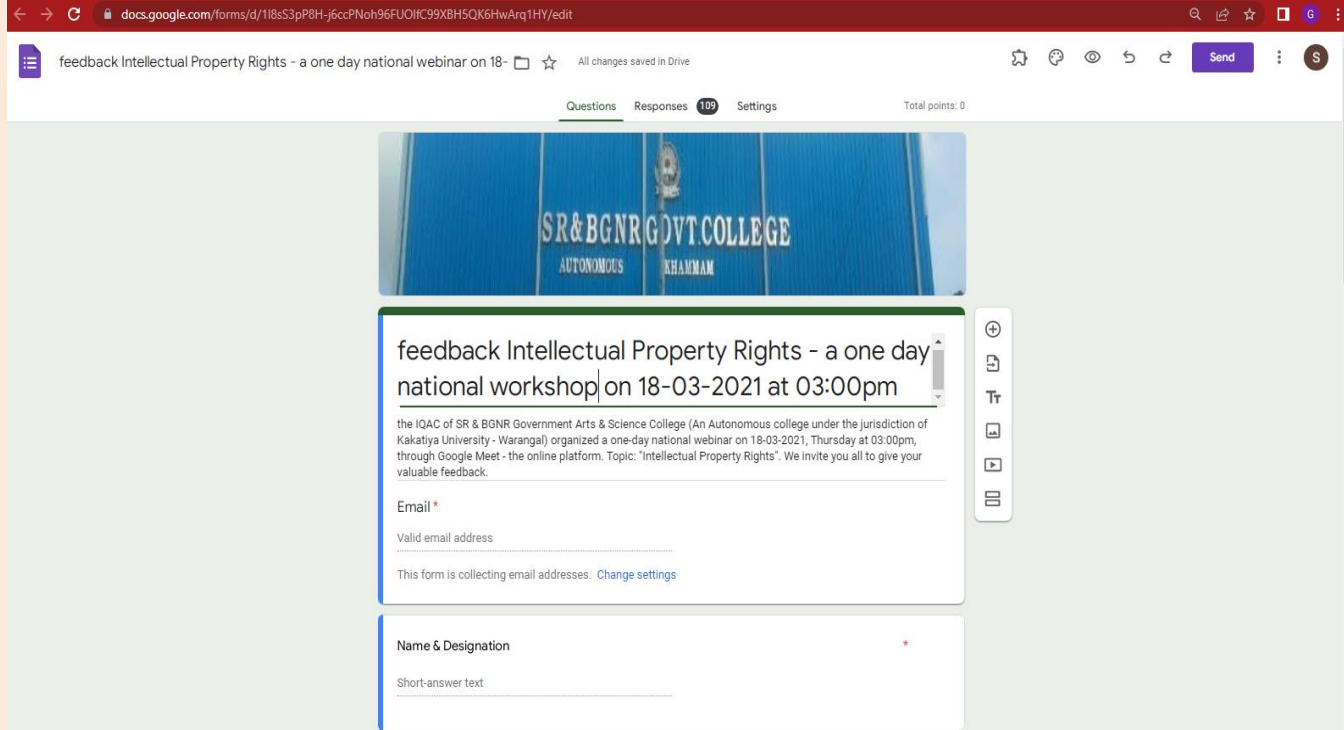 docs.google.com/forms/d/1I8sS3pP8H-j6ccPNoh96FUOIfC99XBH5QK6HwArq1HY/edit
G
feedback Intellectual Property Rights - a one day national webinar on 18-
All changes saved in Drive
Send
S
Questions Responses 109 Settings
Total points: 0
SR&BGNR GOVT.COLLEGE
AUTONOMOUS KHAMMAM
feedback Intellectual Property Rights - a one day
national workshop on 18-03-2021 at 03:00pm
the IQAC of SR & BGNR Government Arts & Science College (An Autonomous college under the jurisdiction of
Kakatiya University - Warangal) organized a one-day national webinar on 18-03-2021, Thursday at 03:00pm,
through Google Meet - the online platform. Topic: "Intellectual Property Rights". We invite you all to give your
valuable feedback.
Email *
Valid email address
This form is collecting email addresses. Change settings
Name & Designation *
Short-answer text